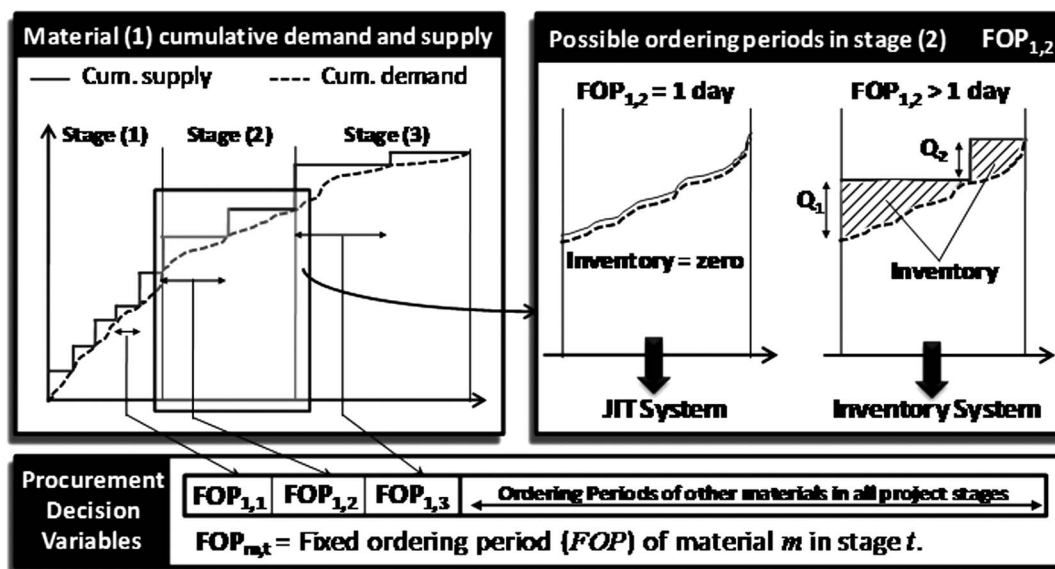 Material (1) cumulative demand and supply
Cum. supply
Cum. demand
Stage (1)
Stage (2)
Stage (3)
Possible ordering periods in stage (2) FOP1,2
FOP1,2 = 1 day
FOP1,2 > 1 day
Q2
Q1
Inventory = zero
Inventory
JIT System
Inventory System
Procurement
Decision
Variables
FOP1,1
FOP1,2
FOP1,3
Ordering Periods of other materials in all project stages
FOPm,t = Fixed ordering period (FOP) of material m in stage t.